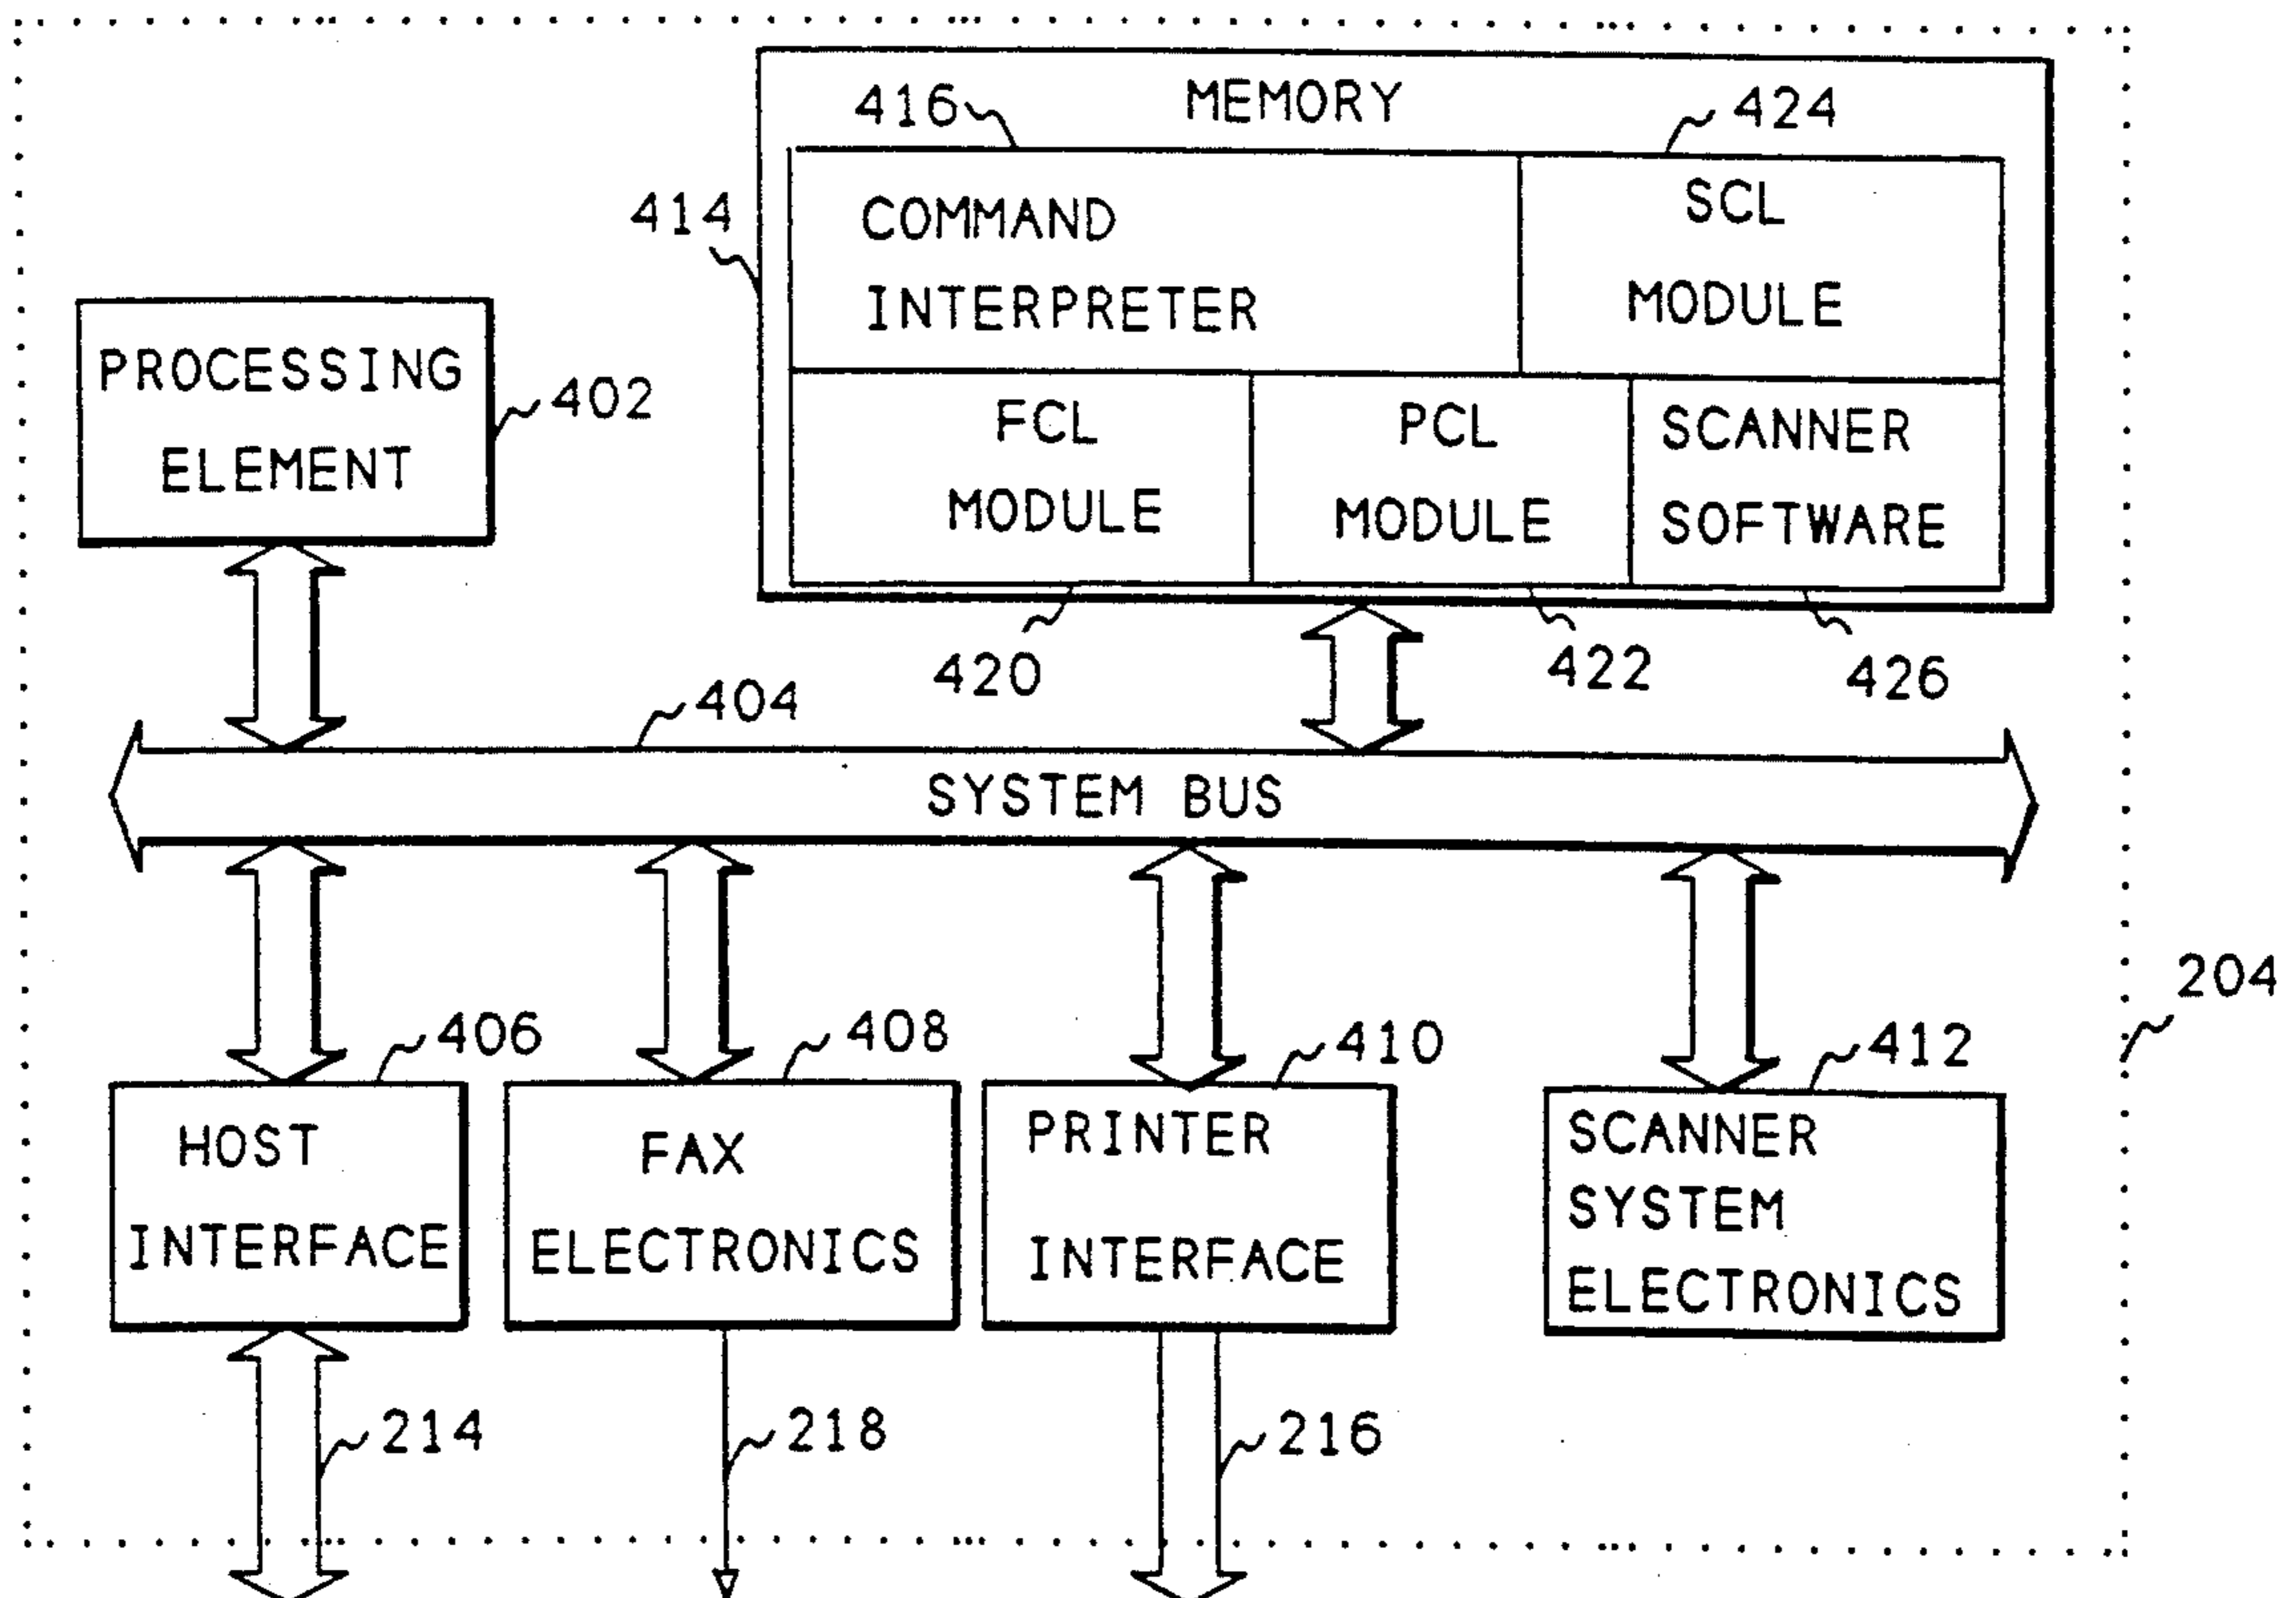 MEMORY
416
424
414
COMMAND
INTERPRETER
SCL
MODULE
PROCESSING
ELEMENT
402
FCL
MODULE
PCL
MODULE
SCANNER
SOFTWARE
420
422
426
404
SYSTEM BUS
204
406
408
410
412
HOST
INTERFACE
FAX
ELECTRONICS
PRINTER
INTERFACE
SCANNER
SYSTEM
ELECTRONICS
214
218
216